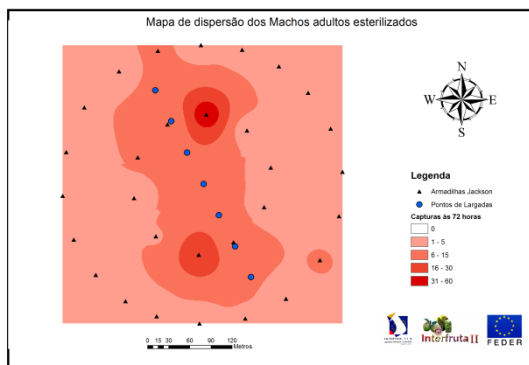 Mapa de dispersão dos Machos adultos esterilizados
N
W E
S
Legenda
Armadilhas Jackson
Pontos de Largadas
Capturas às 72 horas
0
1 - 5
6 - 15
16 - 30
31 - 60
0 15 30 60 90 120
Metros
Interfruta II
FEDER